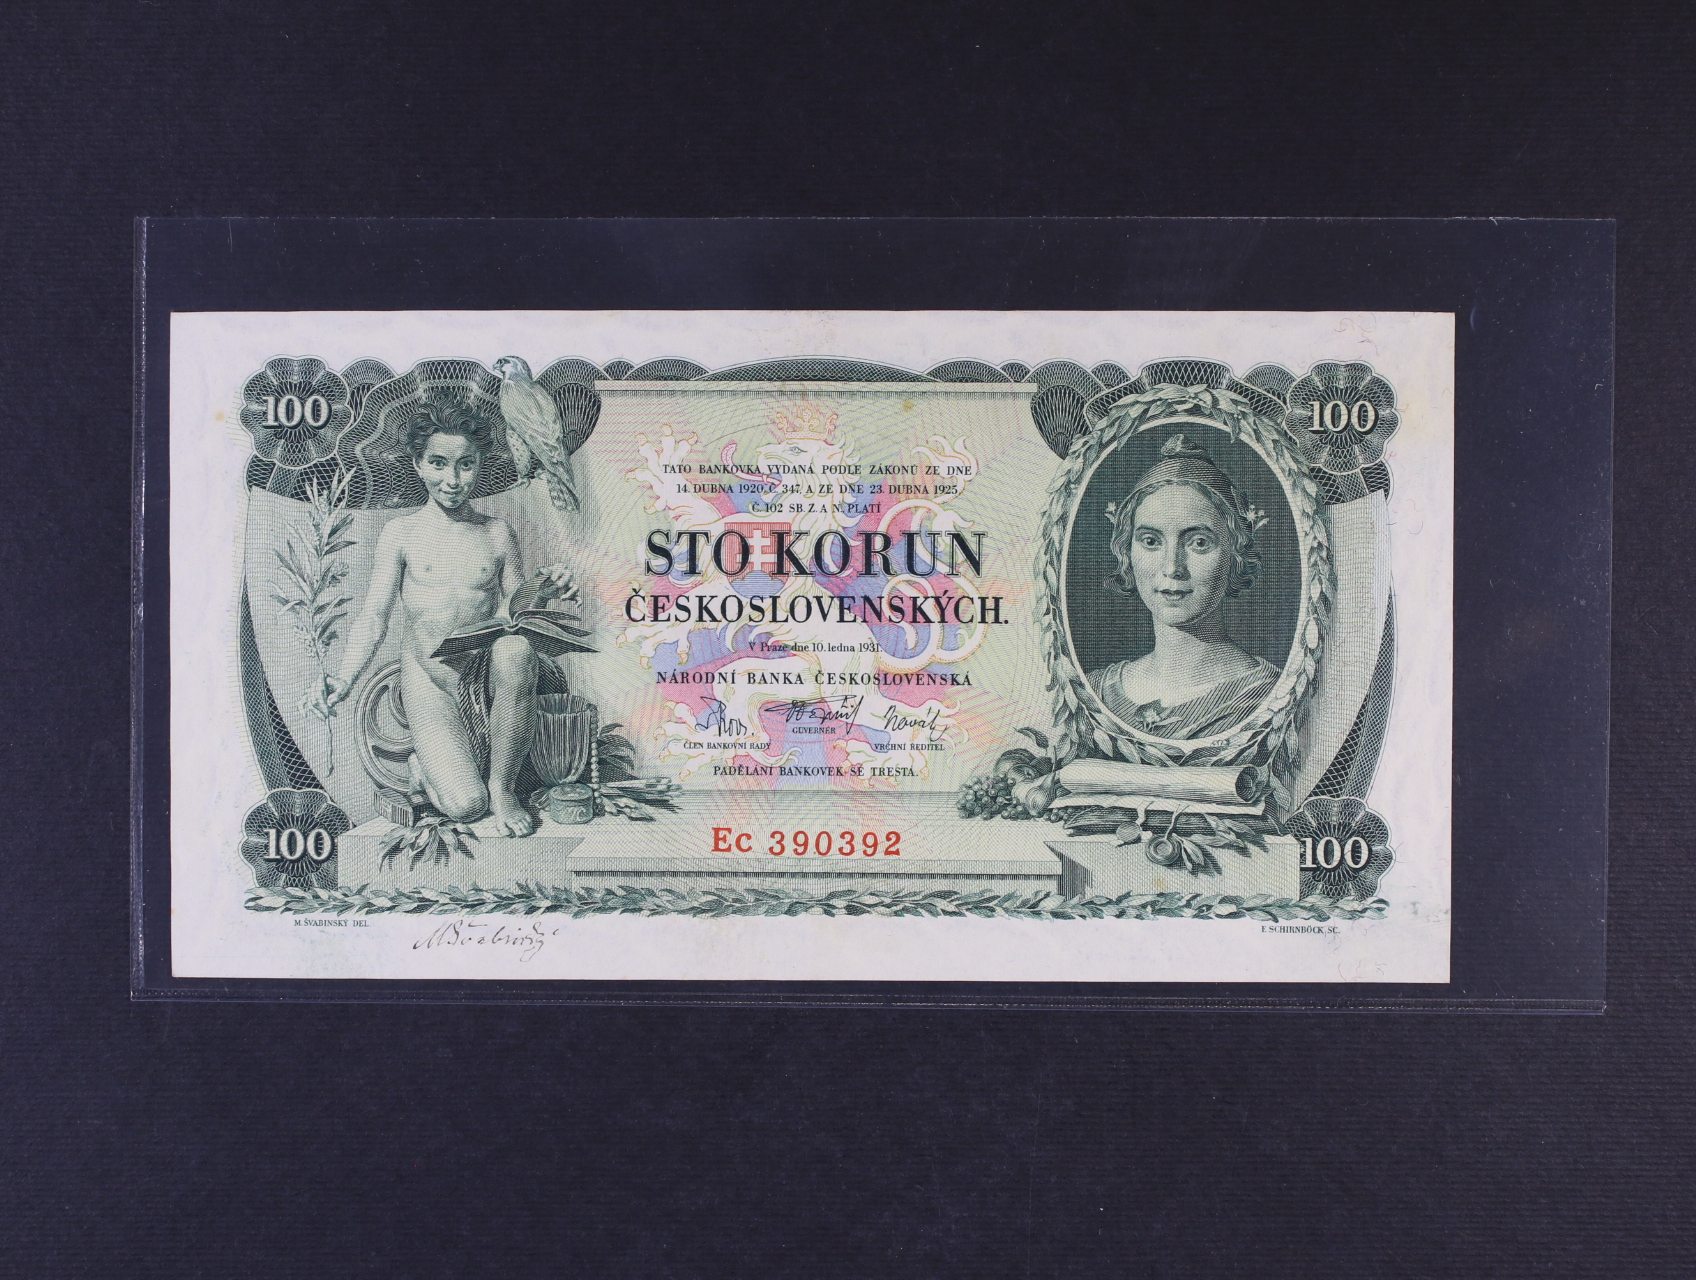 100 100
TATO BANKOVKA VYDANÁ PODLE ZÁKONŮ ZE DNE
14. DUBNA 1920, Č. 347, A ZE DNE 23. DUBNA 1925,
Č. 102 SB. Z. A N. PLATÍ
STO KORUN
ČESKOSLOVENSKÝCH.
V Praze dne 10. ledna 1931.
NÁRODNÍ BANKA ČESKOSLOVENSKÁ
Novák
ČLEN BANKOVNÍ RADY GUVERNÉR VRCHNÍ ŘEDITEL
PADĚLÁNÍ BANKOVEK SE TRESTÁ.
100 Ec 390392 100
M. ŠVABINSKÝ DEL. F. SCHIRNBÖCK, SC.
MŠvabinský